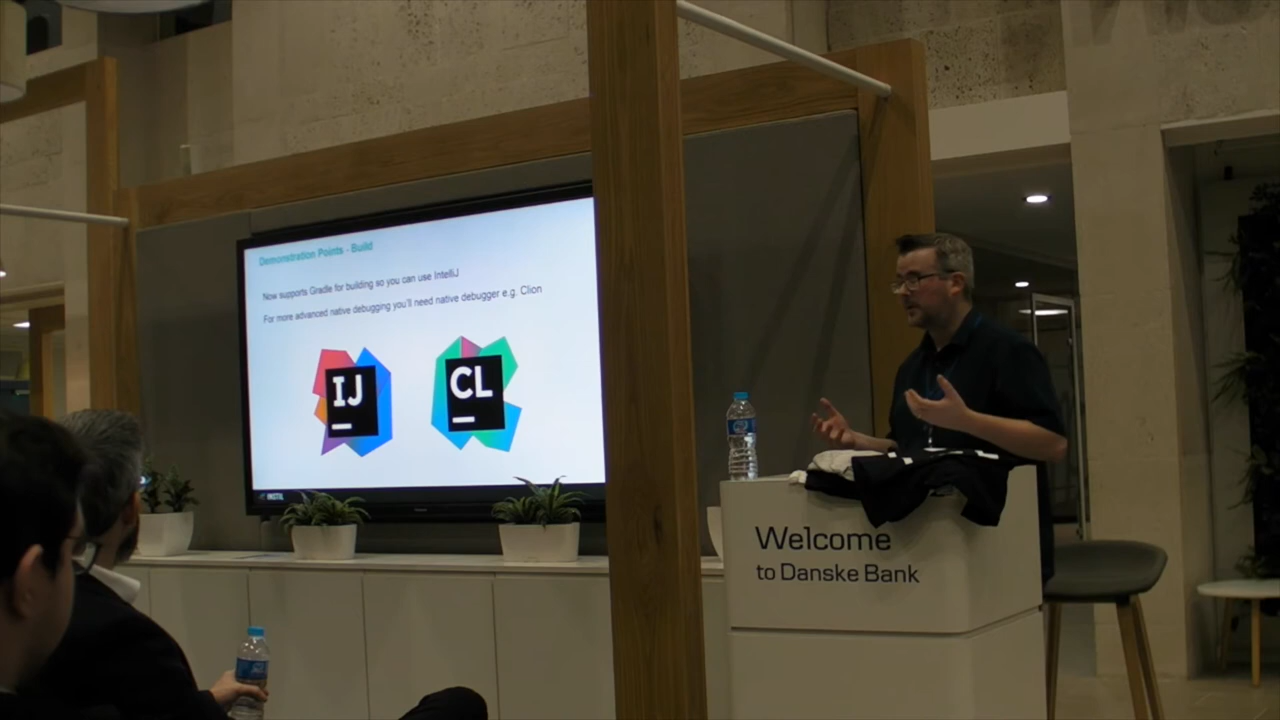 Demonstration Points - Build
Now supports Gradle for building so you can use IntelliJ
For more advanced native debugging you'll need native debugger e.g. Clion
IJ
CL
INSTIL
Welcome
to Danske Bank